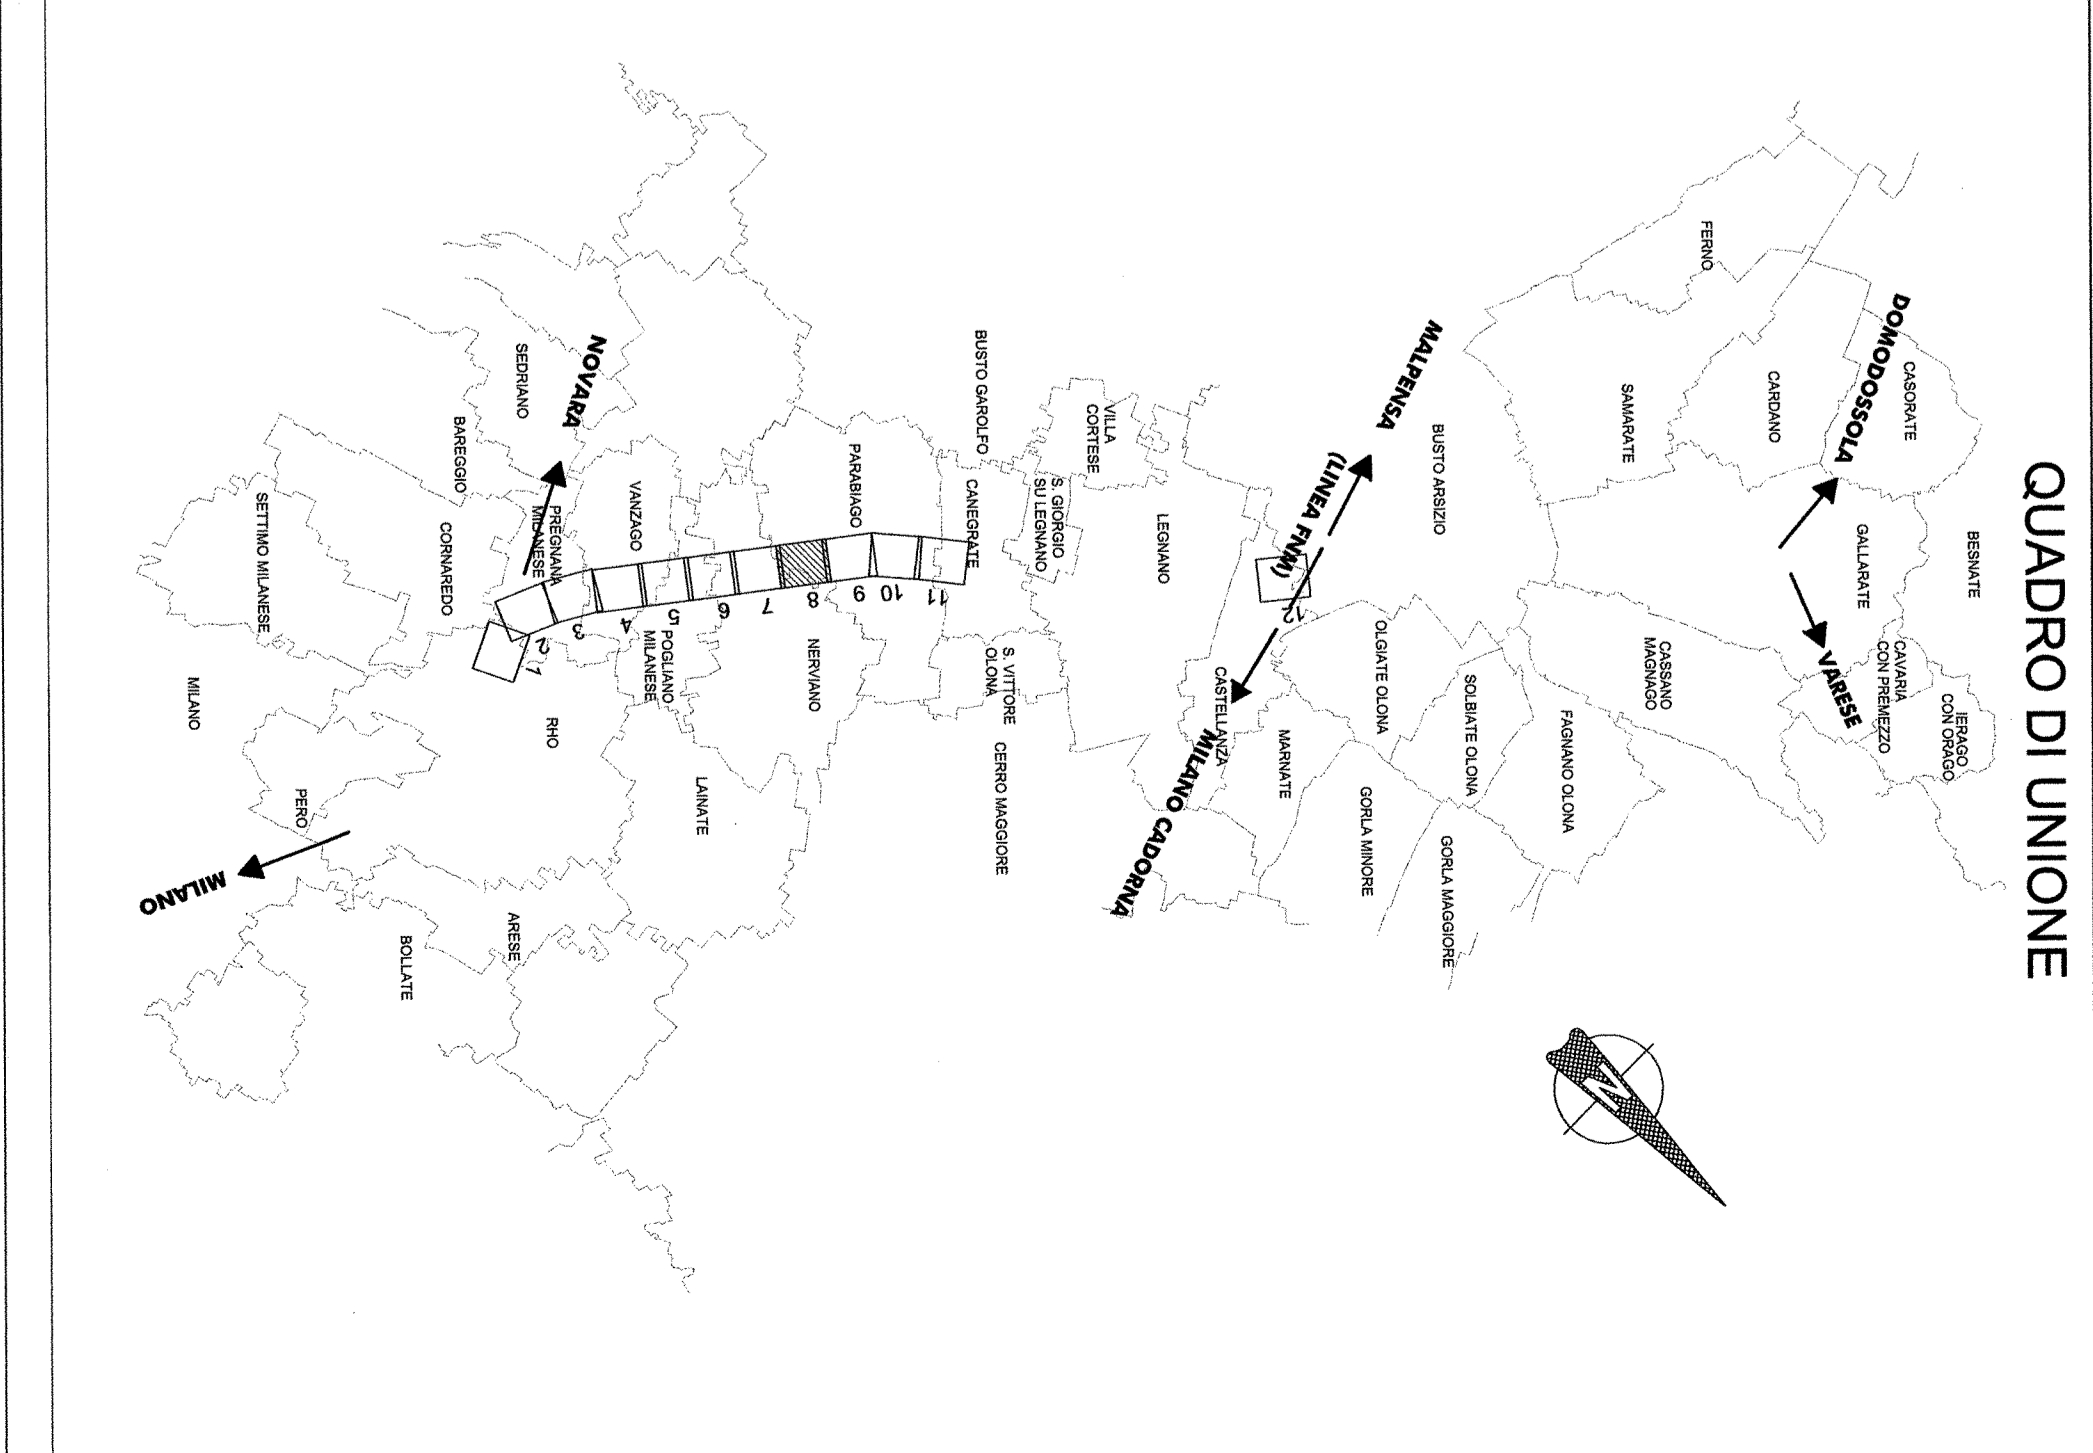 QUADRO DI UNIONE
BESNATE
IERAGO
CON ORAGO
CAVARIA
CON PREMEZZO
CASORATE
DOMODOSSOLA
GALLARATE
VARESE
CARDANO
FERNO
SAMARATE
CASSANO
MAGNAGO
FAGNANO OLONA
SOLBIATE OLONA
GORLA MAGGIORE
BUSTO ARSIZIO
MALPENSA
(LINEA FNM)
OLGIATE OLONA
GORLA MINORE
12
MARNATE
CASTELLANZA
MILANO CADORNA
LEGNANO
VILLA
CORTESE
S. GIORGIO
SU LEGNANO
BUSTO GAROLFO
CANEGRATE
S. VITTORE
OLONA
CERRO MAGGIORE
11
10
9
8
7
6
5
4
3
2
1
PARABIAGO
NERVIANO
LAINATE
VANZAGO
POGLIANO
MILANESE
NOVARA
PREGNANA
MILANESE
RHO
SEDRIANO
ARESE
BAREGGIO
CORNAREDO
BOLLATE
PERO
SETTIMO MILANESE
MILANO
MILANO
N